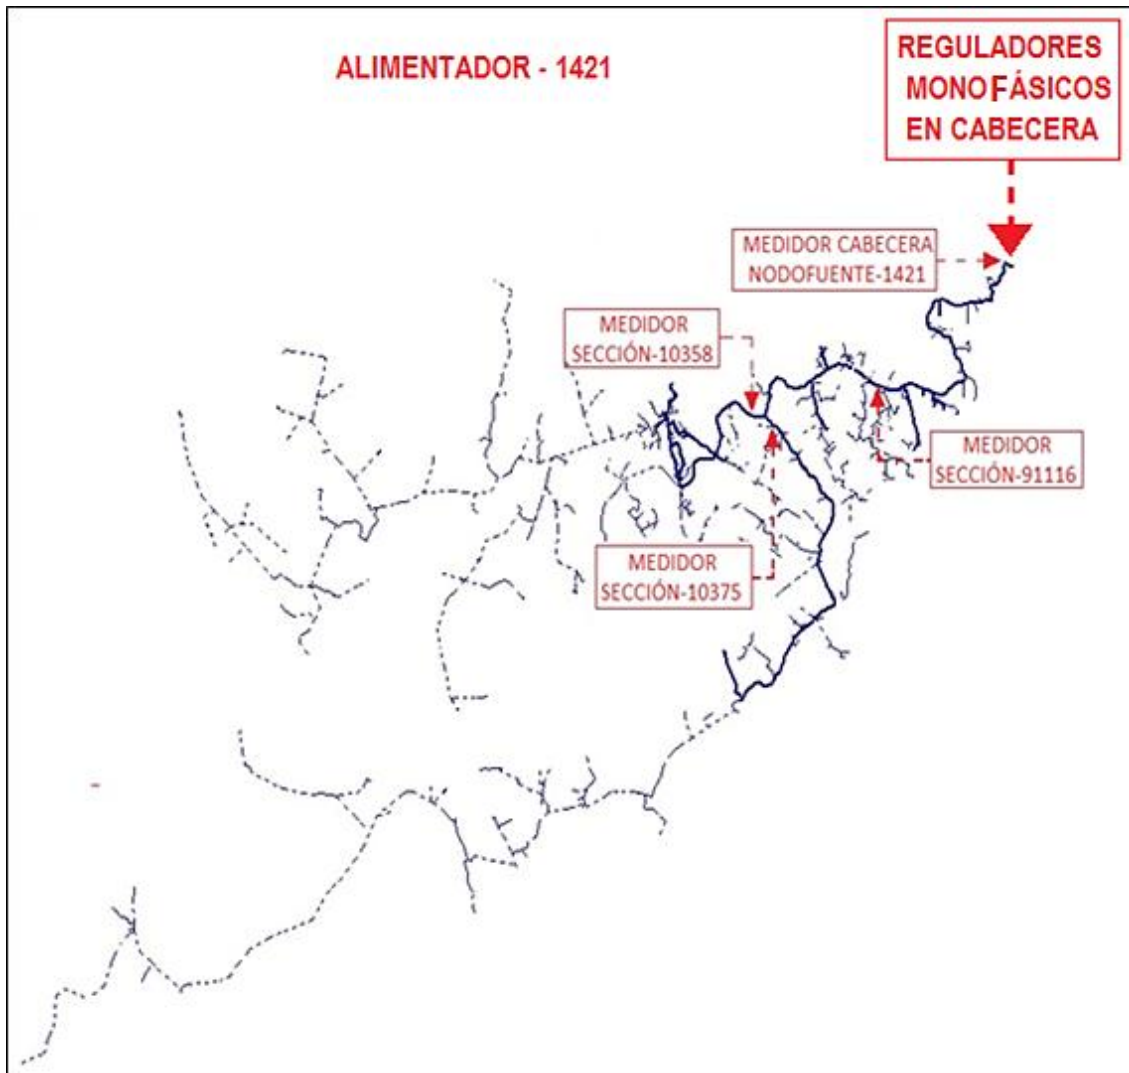 ALIMENTADOR - 1421
REGULADORES
MONOFÁSICOS
EN CABECERA
MEDIDOR CABECERA
NODOFUENTE-1421
MEDIDOR
SECCIÓN-10358
MEDIDOR
SECCIÓN-91116
MEDIDOR
SECCIÓN-10375